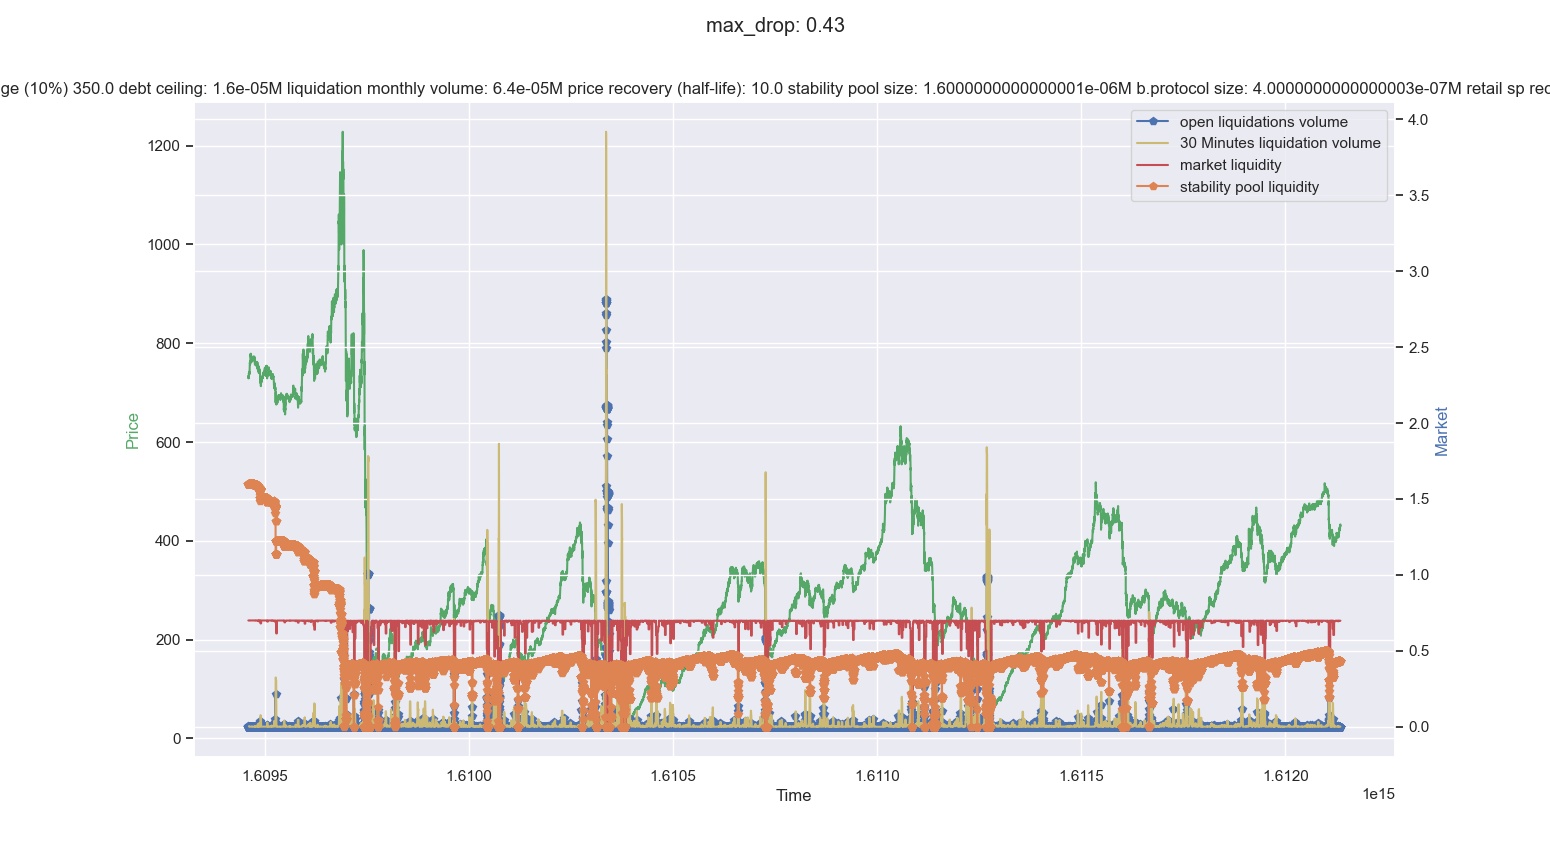 max_drop: 0.43
ge (10%) 350.0 debt ceiling: 1.6e-05M liquidation monthly volume: 6.4e-05M price recovery (half-life): 10.0 stability pool size: 1.6000000000000001e-06M b.protocol size: 4.0000000000000003e-07M retail sp rec
open liquidations volume
30 Minutes liquidation volume
market liquidity
stability pool liquidity
1200
1000
800
600
400
200
0
Price
4.0
3.5
3.0
2.5
2.0
1.5
1.0
0.5
0.0
Market
1.6095
1.6100
1.6105
1.6110
1.6115
1.6120
1e15
Time